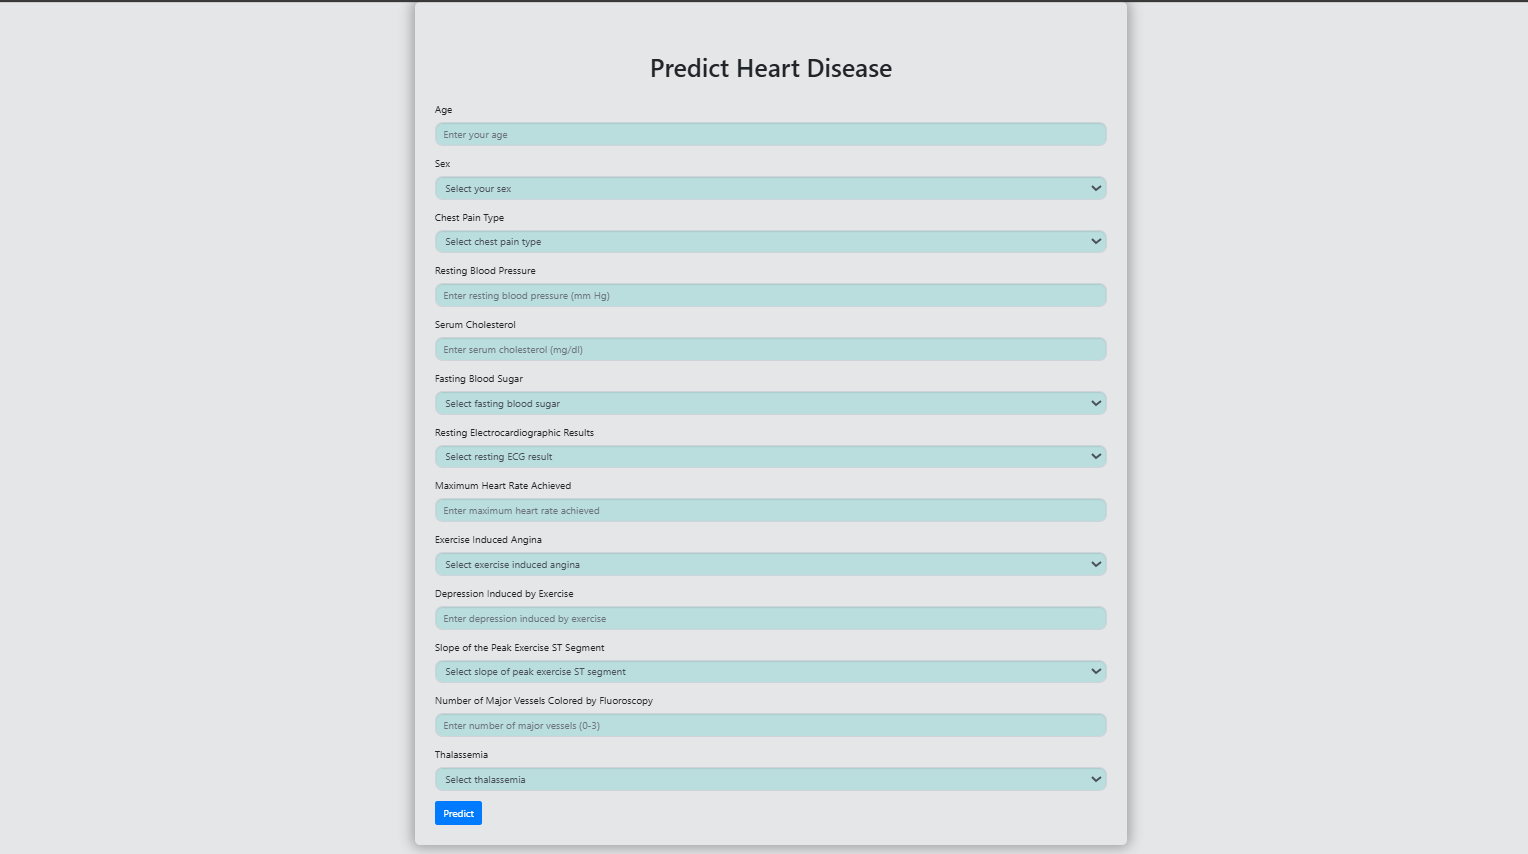 Predict Heart Disease
Age
Enter your age
Sex
Select your sex
Chest Pain Type
Select chest pain type
Resting Blood Pressure
Enter resting blood pressure (mm Hg)
Serum Cholesterol
Enter serum cholesterol (mg/dl)
Fasting Blood Sugar
Select fasting blood sugar
Resting Electrocardiographic Results
Select resting ECG result
Maximum Heart Rate Achieved
Enter maximum heart rate achieved
Exercise Induced Angina
Select exercise induced angina
Depression Induced by Exercise
Enter depression induced by exercise
Slope of the Peak Exercise ST Segment
Select slope of peak exercise ST segment
Number of Major Vessels Colored by Fluoroscopy
Enter number of major vessels (0-3)
Thalassemia
Select thalassemia
Predict